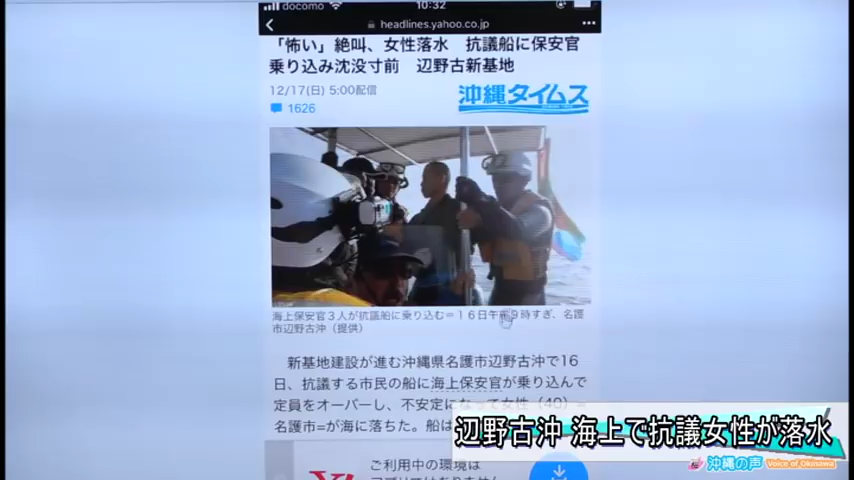 docomo 10:32
headlines.yahoo.co.jp
「怖い」絶叫、女性落水 抗議船に保安官
乗り込み沈没寸前 辺野古新基地
12/17(日) 5:00配信
沖縄タイムス
1626
海上保安官3人が抗議船に乗り込む＝16日午前9時すぎ、名護
市辺野古沖（提供）
新基地建設が進む沖縄県名護市辺野古沖で16
日、抗議する市民の船に海上保安官が乗り込んで
定員をオーバーし、不安定になって女性（40）=
名護市=が海に落ちた。船は
ご利用中の環境は
辺野古沖 海上で抗議女性が落水
沖縄の声 Voice of Okinawa